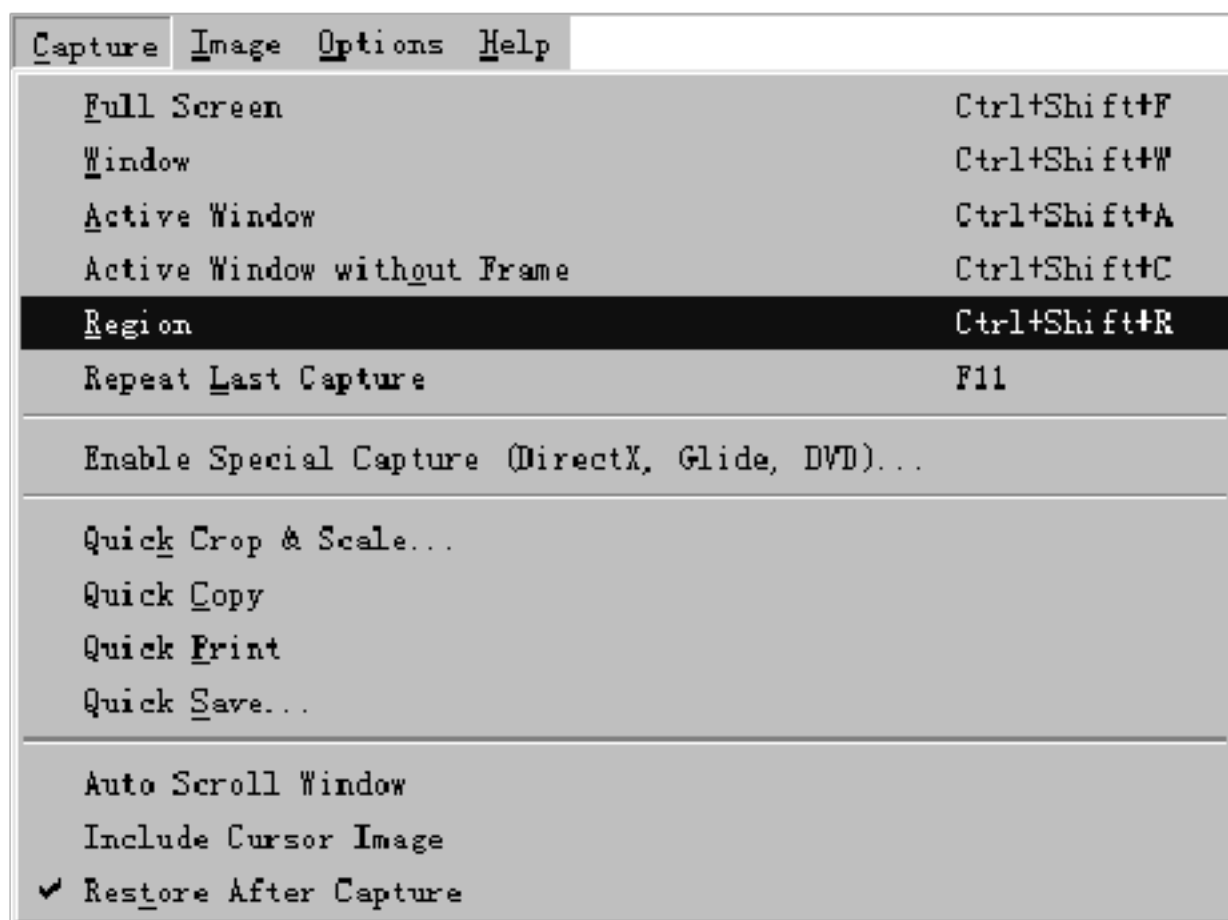 Capture Image Options Help
Full Screen Ctrl+Shift+F
Window Ctrl+Shift+W
Active Window Ctrl+Shift+A
Active Window without Frame Ctrl+Shift+C
Region Ctrl+Shift+R
Repeat Last Capture F11
Enable Special Capture (DirectX, Glide, DVD)...
Quick Crop & Scale...
Quick Copy
Quick Print
Quick Save...
Auto Scroll Window
Include Cursor Image
Restore After Capture